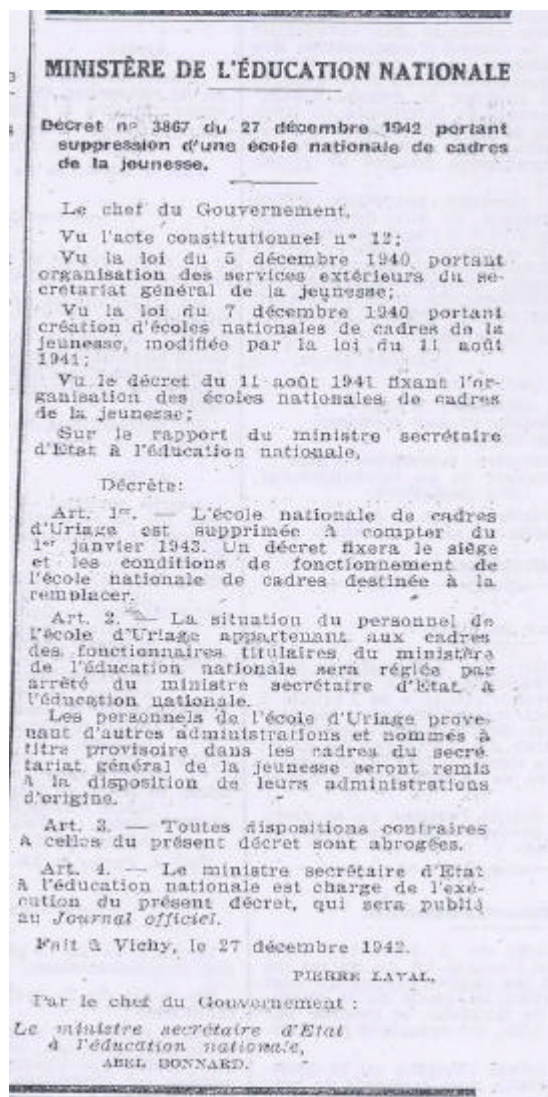 MINISTÈRE DE L'ÉDUCATION NATIONALE
Décret n° 3867 du 27 décembre 1942 portant
suppression d'une école nationale de cadres
de la jeunesse.
Le chef du Gouvernement,
Vu l'acte constitutionnel n° 12;
Vu la loi du 5 décembre 1940 portant
organisation des services extérieurs du se-
crétariat général de la jeunesse;
Vu la loi du 7 décembre 1940 portant
création d'écoles nationales de cadres de la
jeunesse, modifiée par la loi du 11 août
1941;
Vu le décret du 11 août 1941 fixant l'or-
ganisation des écoles nationales de cadres
de la jeunesse;
Sur le rapport du ministre secrétaire
d'Etat à l'éducation nationale,
Décrète:
Art. 1er. — L'école nationale de cadres
d'Uriage est supprimée à compter du
1er janvier 1943. Un décret fixera le siège
et les conditions de fonctionnement de
l'école nationale de cadres destinée à la
remplacer.
Art. 2. — La situation du personnel de
l'école d'Uriage appartenant aux cadres
des fonctionnaires titulaires du ministère
de l'éducation nationale sera réglée par
arrêté du ministre secrétaire d'Etat à
l'éducation nationale.
Les personnels de l'école d'Uriage prove-
nant d'autres administrations et nommés à
titre provisoire dans les cadres du secré
tariat général de la jeunesse seront remis
à la disposition de leurs administrations
d'origine.
Art. 3. — Toutes dispositions contraires
à celles du présent décret sont abrogées.
Art. 4. — Le ministre secrétaire d'Etat
à l'éducation nationale est chargé de l'exé-
cution du présent décret, qui sera publié
au Journal officiel.
Fait à Vichy, le 27 décembre 1942.
PIERRE LAVAL.
Par le chef du Gouvernement :
Le ministre secrétaire d'Etat
à l'éducation nationale,
ABEL BONNARD.